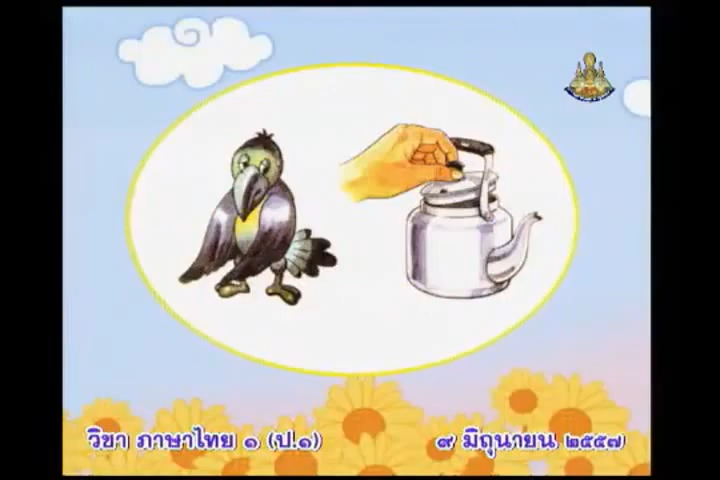 วิชา ภาษาไทย ๑ (ป.๑)
๙ มิถุนายน ๒๕๕๗